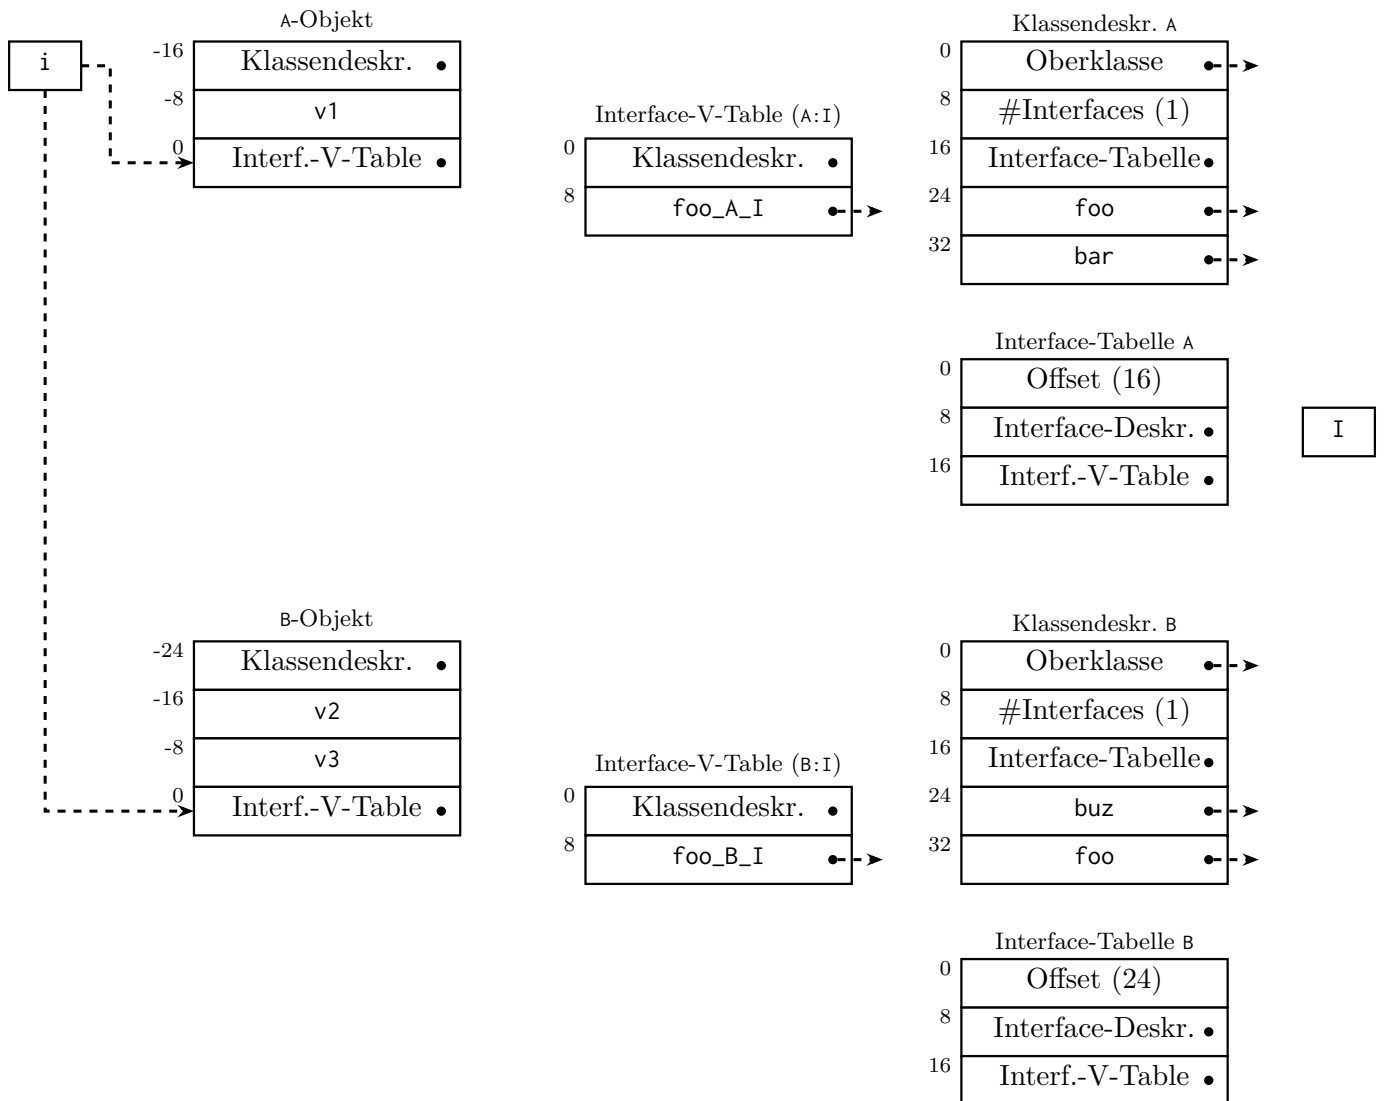 i
A-Objekt
-16 Klassendeskr.
-8 v1
0 Interf.-V-Table
Interface-V-Table (A:I)
0 Klassendeskr.
8 foo_A_I
Klassendeskr. A
0 Oberklasse
8 #Interfaces (1)
16 Interface-Tabelle
24 foo
32 bar
Interface-Tabelle A
0 Offset (16)
8 Interface-Deskr.
16 Interf.-V-Table
I
B-Objekt
-24 Klassendeskr.
-16 v2
-8 v3
0 Interf.-V-Table
Interface-V-Table (B:I)
0 Klassendeskr.
8 foo_B_I
Klassendeskr. B
0 Oberklasse
8 #Interfaces (1)
16 Interface-Tabelle
24 buz
32 foo
Interface-Tabelle B
0 Offset (24)
8 Interface-Deskr.
16 Interf.-V-Table